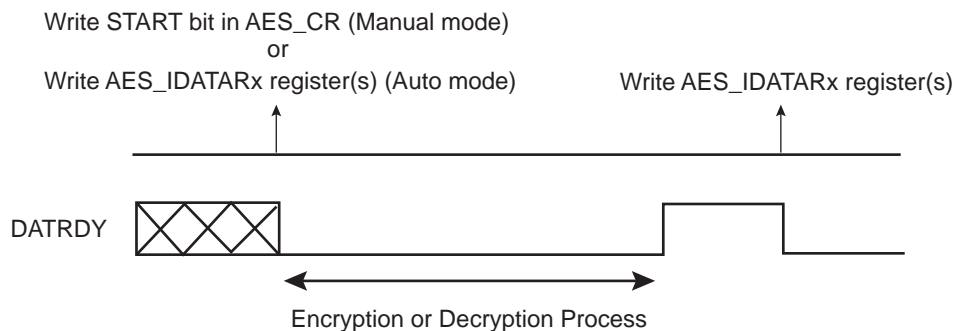 Write START bit in AES_CR (Manual mode)
or
Write AES_IDATARx register(s) (Auto mode)
Write AES_IDATARx register(s)
DATRDY
Encryption or Decryption Process